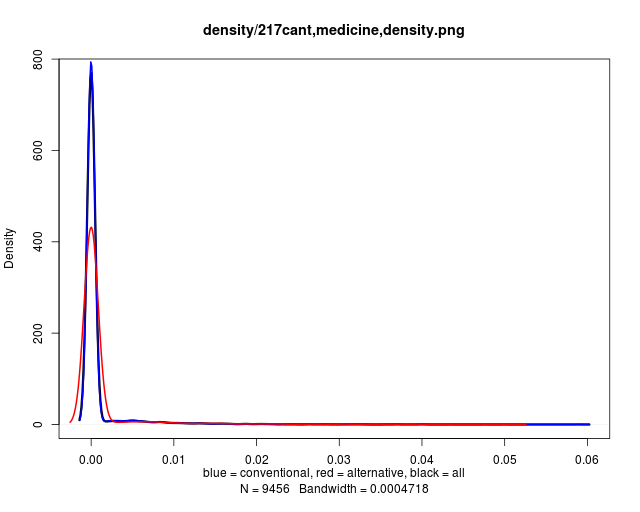 density/217cant,medicine,density.png
800
600
400
200
0
Density
0.00 0.01 0.02 0.03 0.04 0.05 0.06
blue = conventional, red = alternative, black = all
N = 9456 Bandwidth = 0.0004718